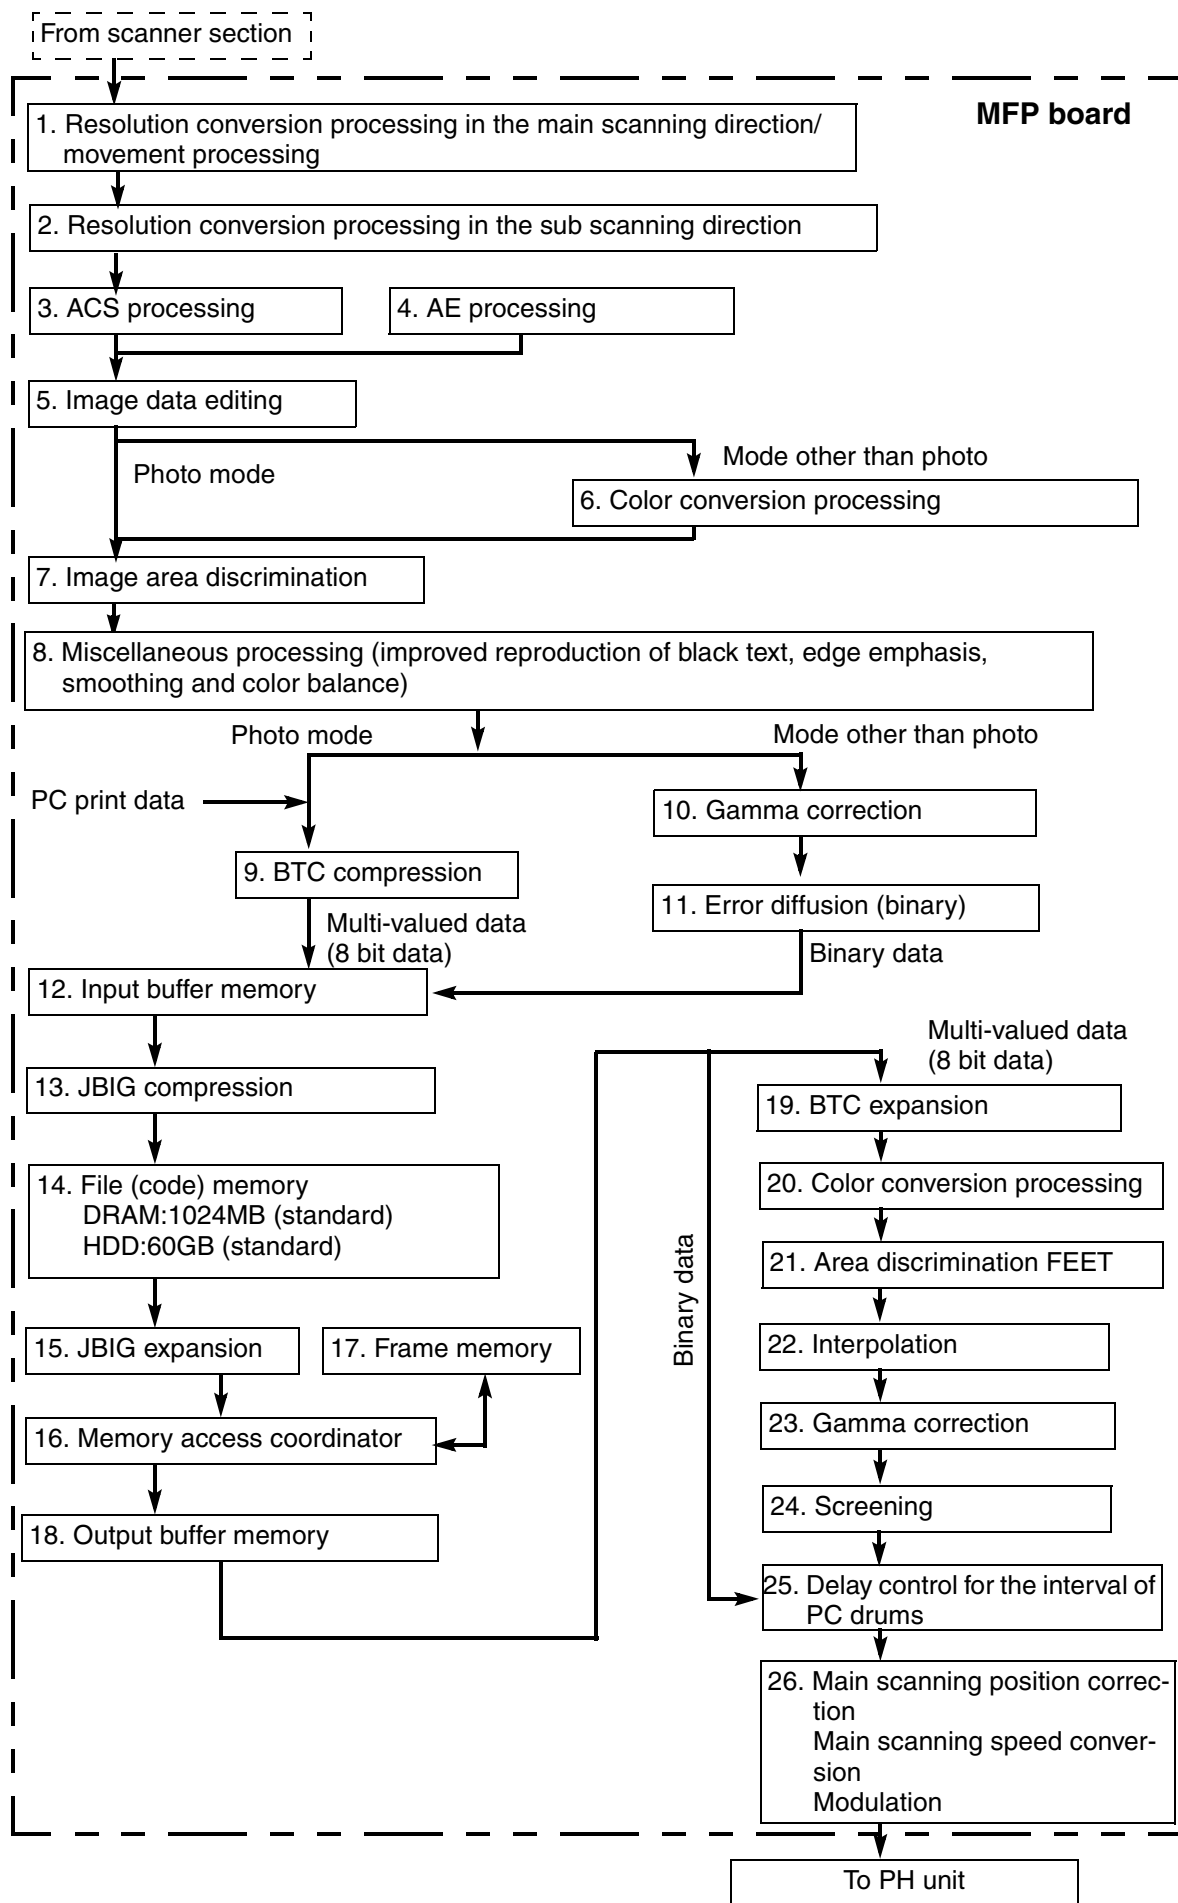 From scanner section
MFP board
1. Resolution conversion processing in the main scanning direction/
movement processing
2. Resolution conversion processing in the sub scanning direction
3. ACS processing
4. AE processing
5. Image data editing
Photo mode
Mode other than photo
6. Color conversion processing
7. Image area discrimination
8. Miscellaneous processing (improved reproduction of black text, edge emphasis,
smoothing and color balance)
Photo mode
Mode other than photo
PC print data
10. Gamma correction
9. BTC compression
11. Error diffusion (binary)
Multi-valued data
(8 bit data)
Binary data
12. Input buffer memory
13. JBIG compression
14. File (code) memory
DRAM:1024MB (standard)
HDD:60GB (standard)
15. JBIG expansion
17. Frame memory
16. Memory access coordinator
18. Output buffer memory
Binary data
Multi-valued data
(8 bit data)
19. BTC expansion
20. Color conversion processing
21. Area discrimination FEET
22. Interpolation
23. Gamma correction
24. Screening
25. Delay control for the interval of
PC drums
26. Main scanning position correc-
tion
Main scanning speed conver-
sion
Modulation
To PH unit